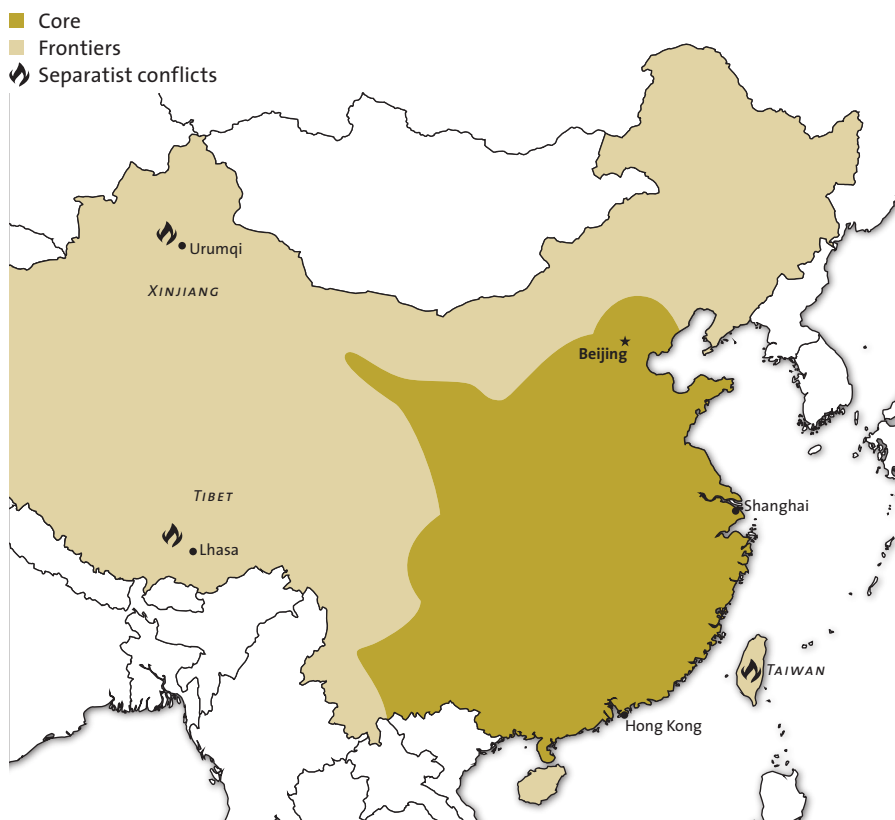 Core
Frontiers
Separatist conflicts
Urumqi
XINJIANG
Beijing
TIBET
Shanghai
Lhasa
TAIWAN
Hong Kong